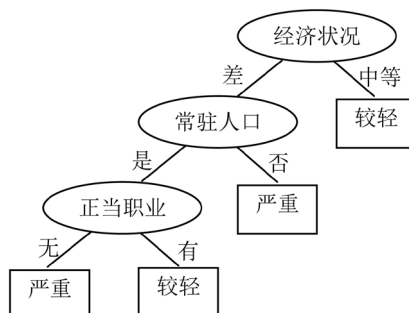 经济状况
差
中等
常驻人口
较轻
是
否
正当职业
严重
无
有
严重
较轻